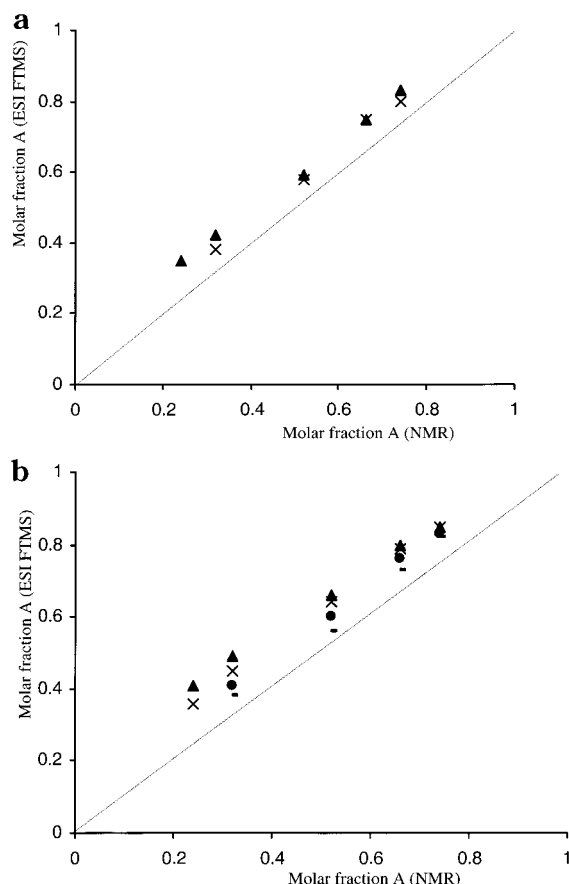 a
Molar fraction A (ESI FTMS)
1
0.8
0.6
0.4
0.2
0
0 0.2 0.4 0.6 0.8 1
Molar fraction A (NMR)
b
Molar fraction A (ESI FTMS)
1
0.8
0.6
0.4
0.2
0
0 0.2 0.4 0.6 0.8 1
Molar fraction A (NMR)